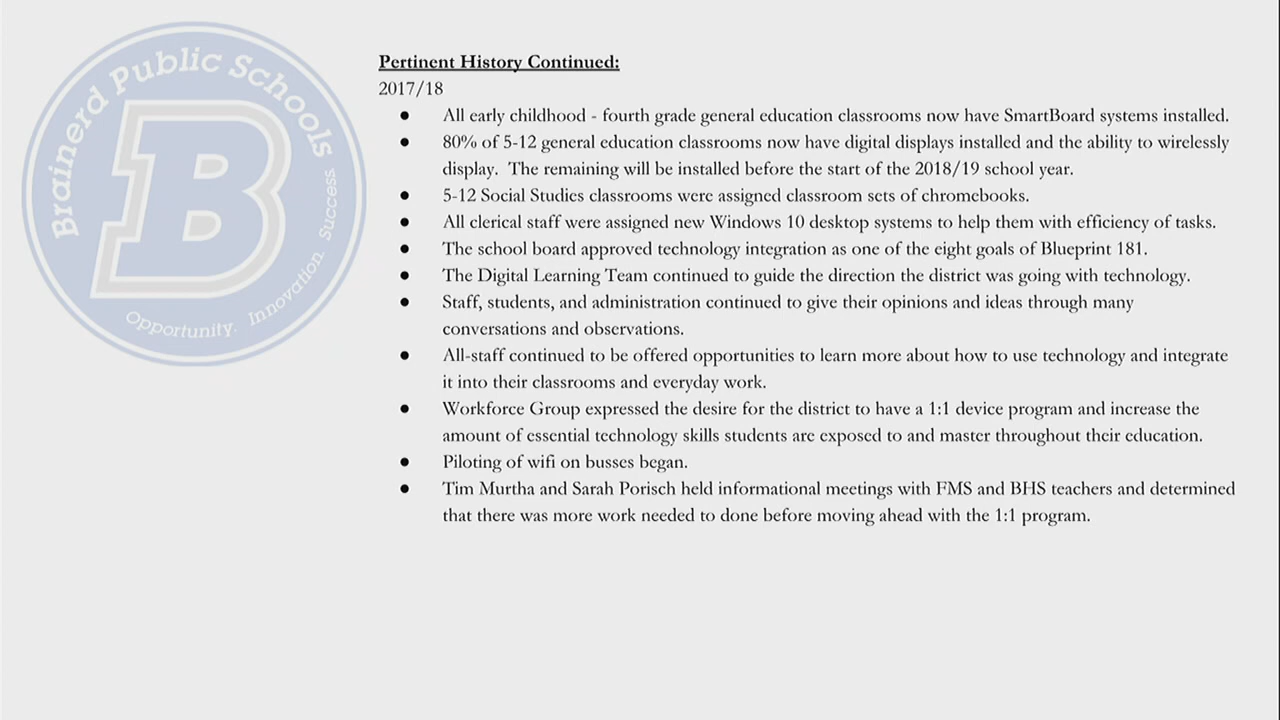 Brainerd Public Schools
B
Opportunity. Innovation. Success.
Pertinent History Continued:
2017/18
● All early childhood - fourth grade general education classrooms now have SmartBoard systems installed.
● 80% of 5-12 general education classrooms now have digital displays installed and the ability to wirelessly
display. The remaining will be installed before the start of the 2018/19 school year.
● 5-12 Social Studies classrooms were assigned classroom sets of chromebooks.
● All clerical staff were assigned new Windows 10 desktop systems to help them with efficiency of tasks.
● The school board approved technology integration as one of the eight goals of Blueprint 181.
● The Digital Learning Team continued to guide the direction the district was going with technology.
● Staff, students, and administration continued to give their opinions and ideas through many
conversations and observations.
● All-staff continued to be offered opportunities to learn more about how to use technology and integrate
it into their classrooms and everyday work.
● Workforce Group expressed the desire for the district to have a 1:1 device program and increase the
amount of essential technology skills students are exposed to and master throughout their education.
● Piloting of wifi on busses began.
● Tim Murtha and Sarah Porisch held informational meetings with FMS and BHS teachers and determined
that there was more work needed to done before moving ahead with the 1:1 program.